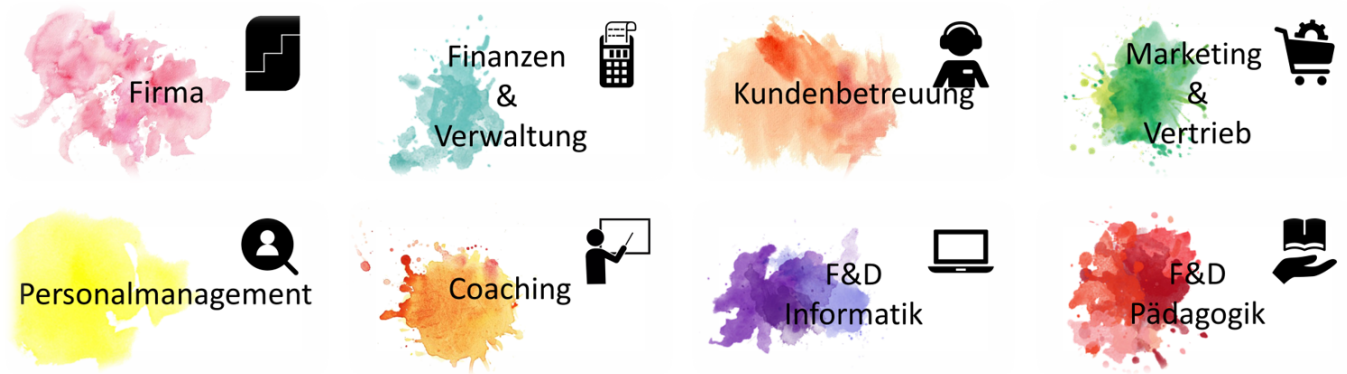 Firma
Finanzen
&
Verwaltung
Kundenbetreuung
Marketing
&
Vertrieb
Personalmanagement
Coaching
F&D
Informatik
F&D
Pädagogik